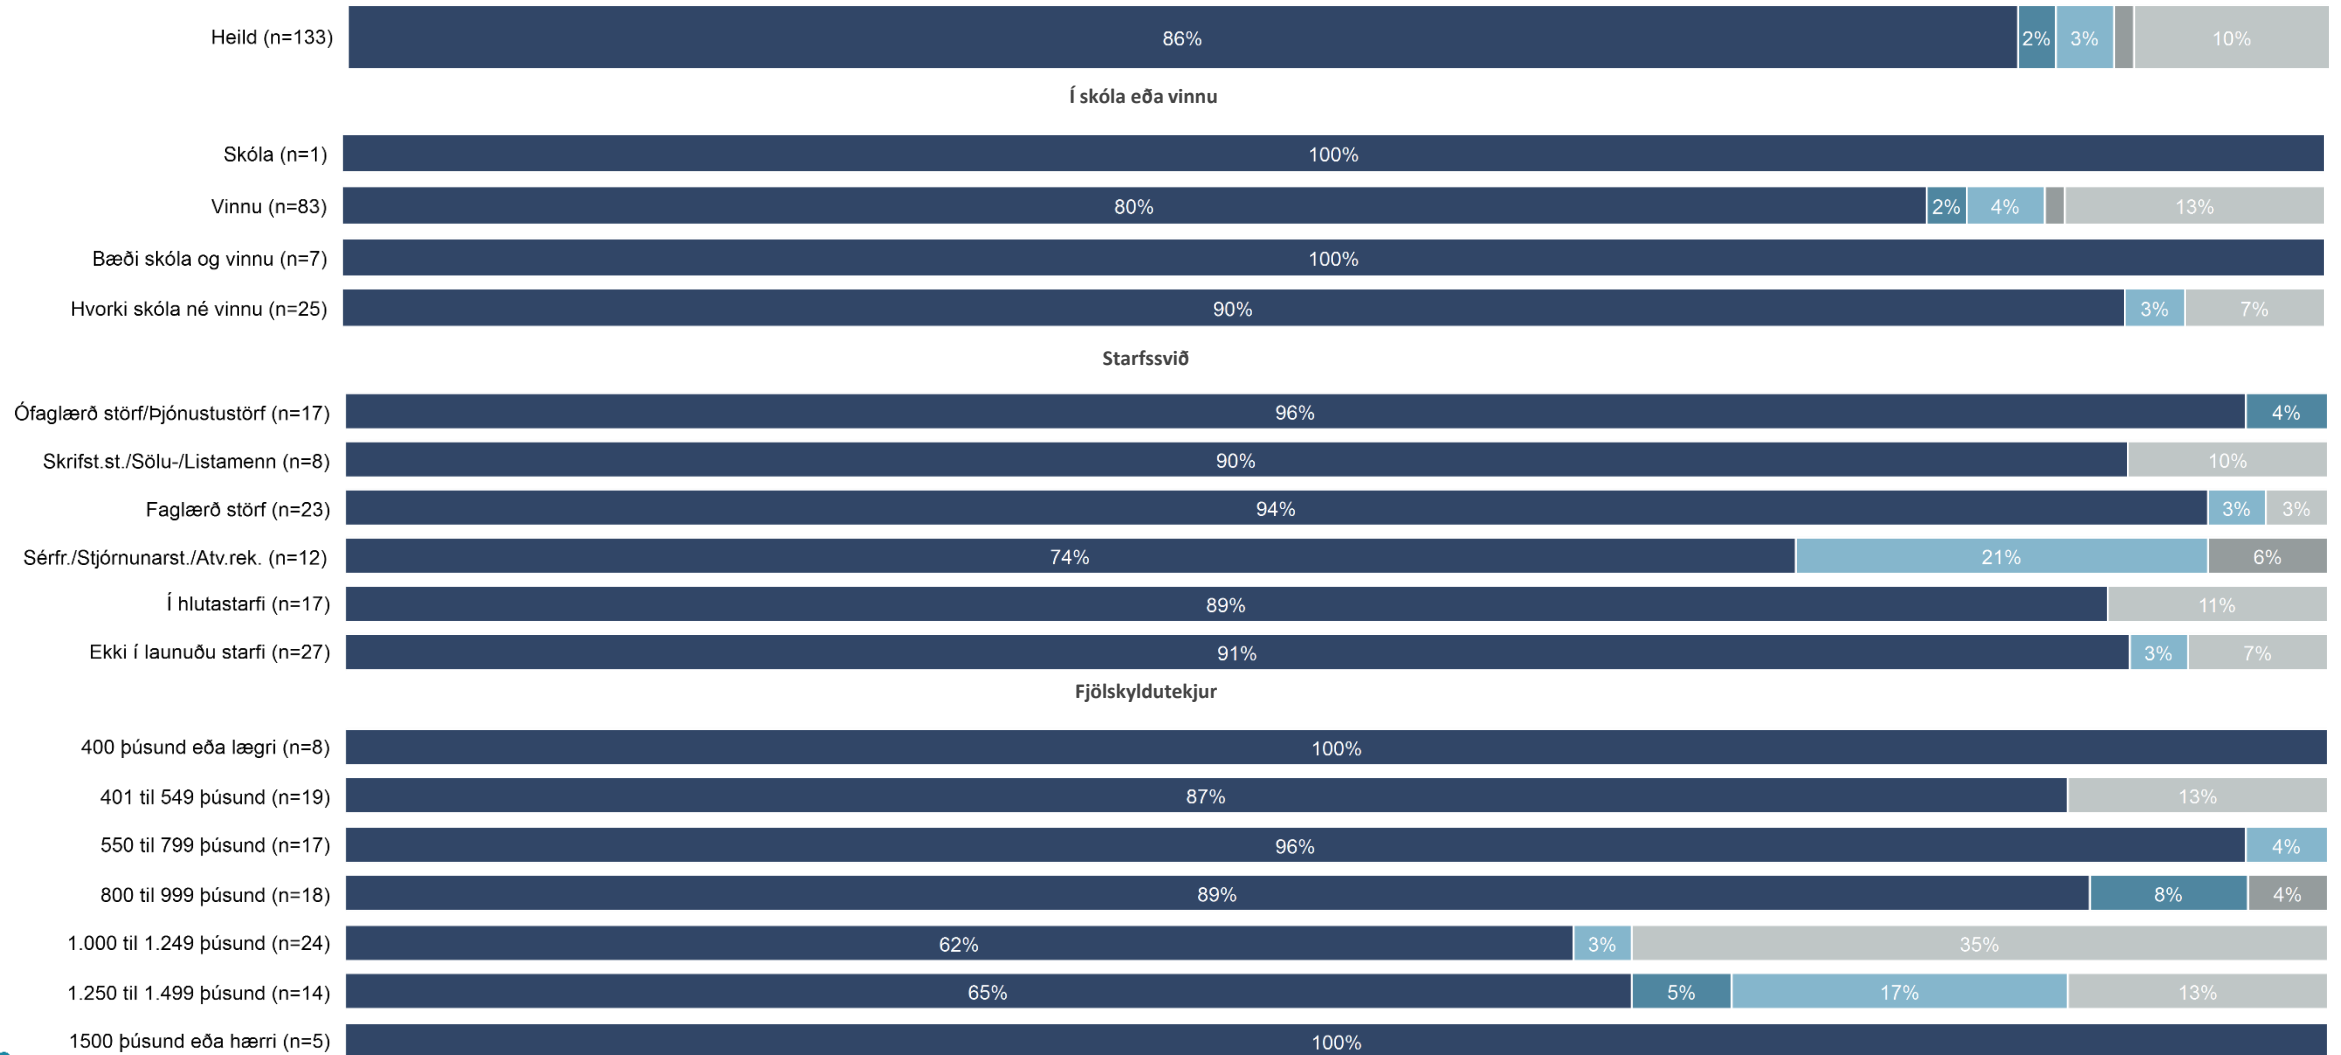 Heild (n=133) 86% 2% 3% 10%
Í skóla eða vinnu
Skóla (n=1) 100%
Vinnu (n=83) 80% 2% 4% 13%
Bæði skóla og vinnu (n=7) 100%
Hvorki skóla né vinnu (n=25) 90% 3% 7%
Starfssvið
Ófaglærð störf/Þjónustustörf (n=17) 96% 4%
Skrifst.st./Sölu-/Listamenn (n=8) 90% 10%
Faglærð störf (n=23) 94% 3% 3%
Sérfr./Stjórnunarst./Atv.rek. (n=12) 74% 21% 6%
Í hlutastarfi (n=17) 89% 11%
Ekki í launuðu starfi (n=27) 91% 3% 7%
Fjölskyldutekjur
400 þúsund eða lægri (n=8) 100%
401 til 549 þúsund (n=19) 87% 13%
550 til 799 þúsund (n=17) 96% 4%
800 til 999 þúsund (n=18) 89% 8% 4%
1.000 til 1.249 þúsund (n=24) 62% 3% 35%
1.250 til 1.499 þúsund (n=14) 65% 5% 17% 13%
1500 þúsund eða hærri (n=5) 100%